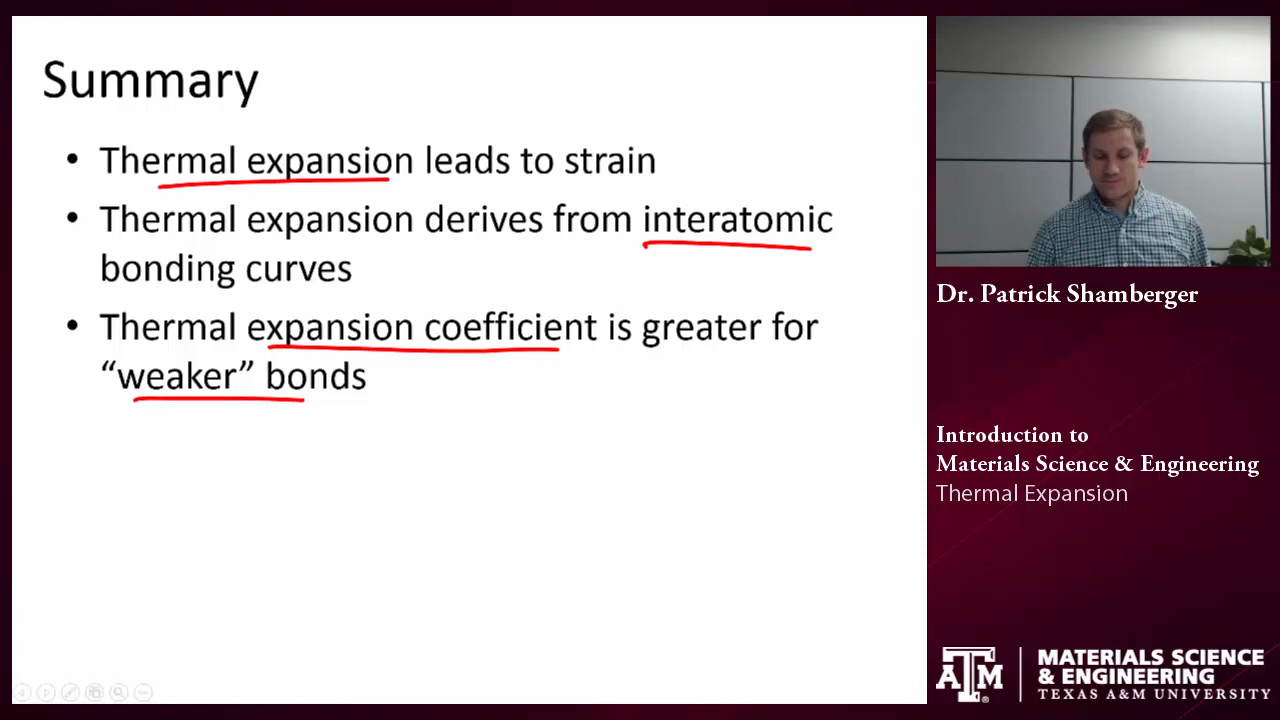 Summary
• Thermal expansion leads to strain
• Thermal expansion derives from interatomic
bonding curves
• Thermal expansion coefficient is greater for
“weaker” bonds
Dr. Patrick Shamberger
Introduction to
Materials Science & Engineering
Thermal Expansion
ATM
MATERIALS SCIENCE
& ENGINEERING
TEXAS A&M UNIVERSITY